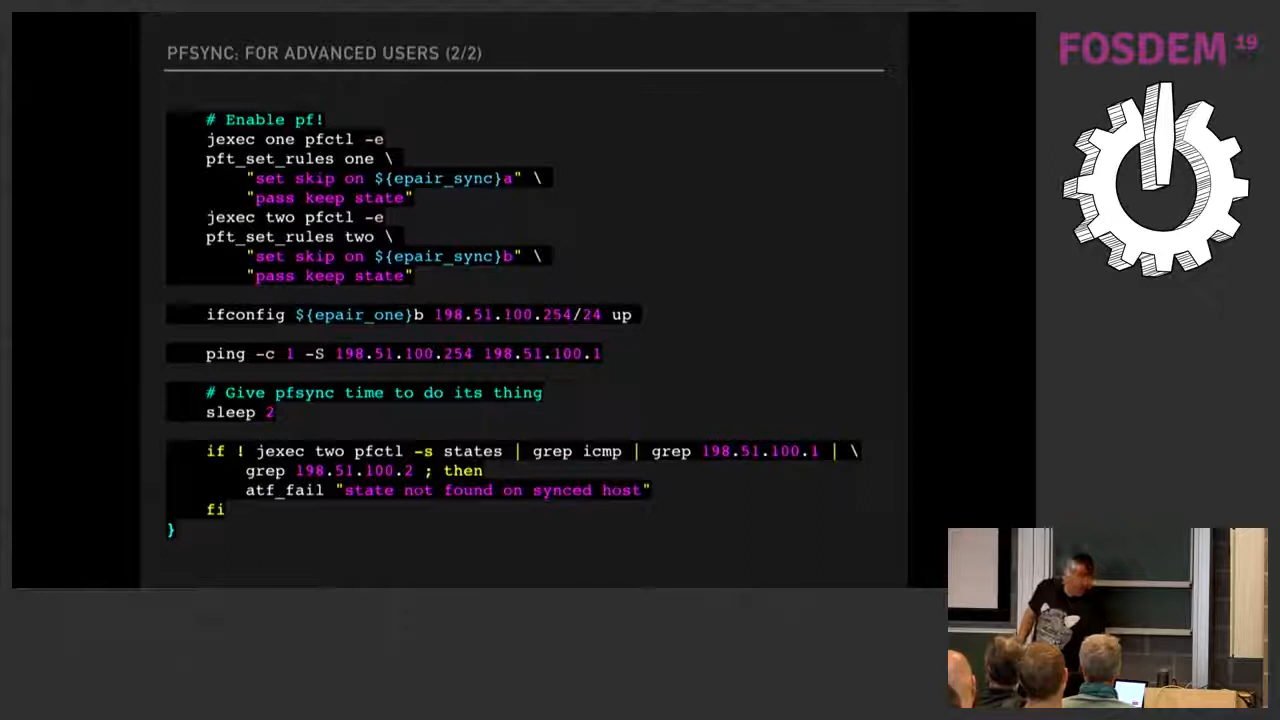 PFSYNC: FOR ADVANCED USERS (2/2)
# Enable pf!
jexec one pfctl -e
pft_set_rules one \
"set skip on ${epair_sync}a" \
"pass keep state"
jexec two pfctl -e
pft_set_rules two \
"set skip on ${epair_sync}b" \
"pass keep state"
ifconfig ${epair_one}b 198.51.100.254/24 up
ping -c 1 -S 198.51.100.254 198.51.100.1
# Give pfsync time to do its thing
sleep 2
if ! jexec two pfctl -s states | grep icmp | grep 198.51.100.1 | \
grep 198.51.100.2 ; then
atf_fail "state not found on synced host"
fi
}
FOSDEM 19